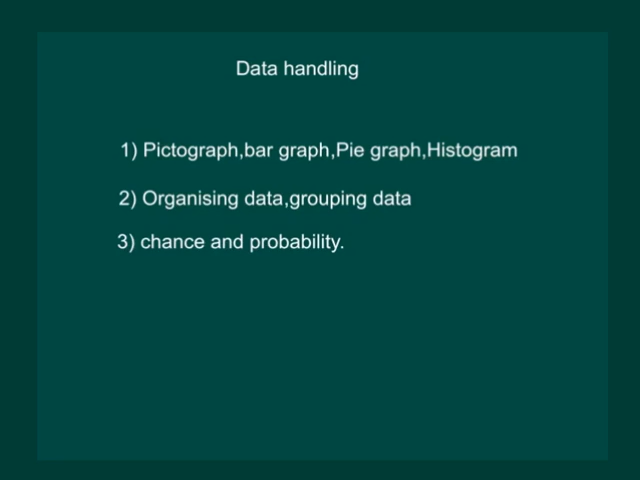 Data handling
1) Pictograph,bar graph,Pie graph,Histogram
2) Organising data,grouping data
3) chance and probability.